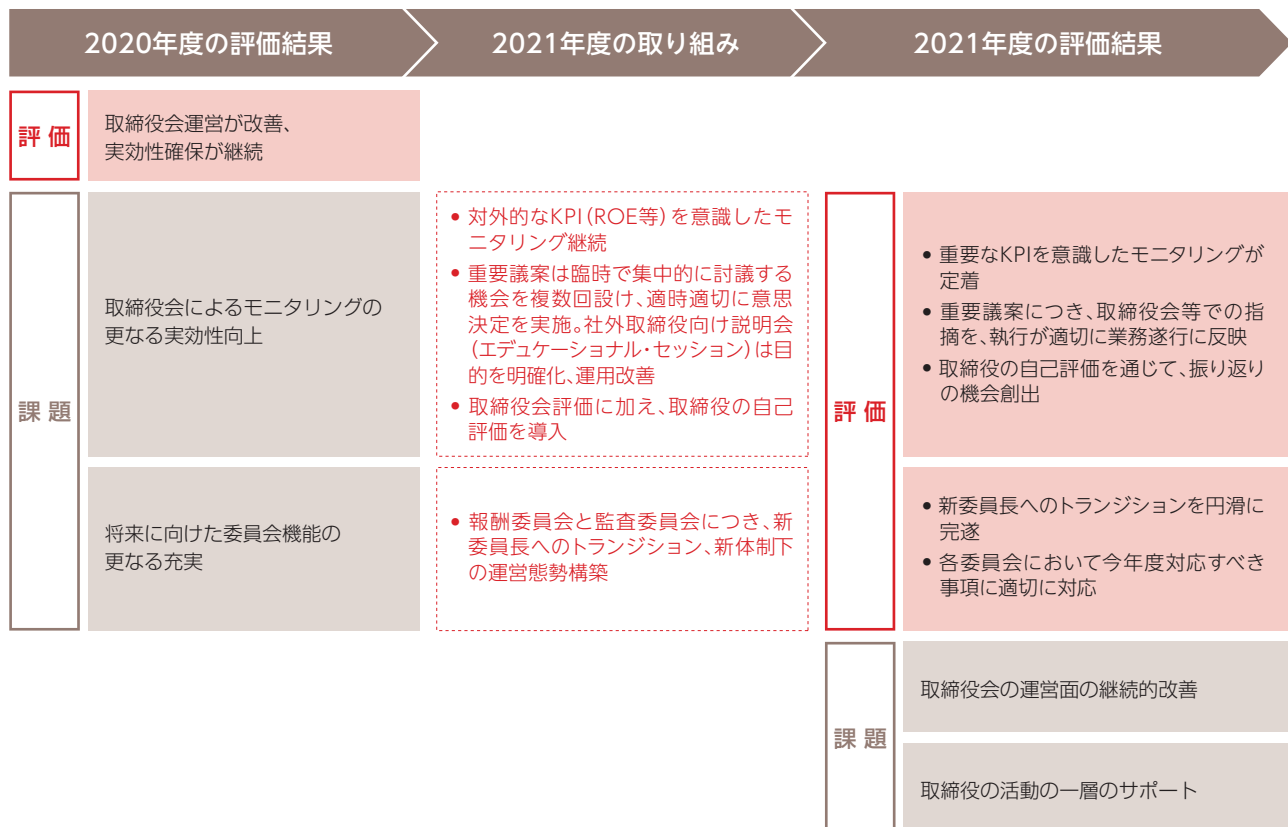 2020年度の評価結果
2021年度の取り組み
2021年度の評価結果
評 価
取締役会運営が改善、
実効性確保が継続
課 題
取締役会によるモニタリングの
更なる実効性向上
• 対外的なKPI(ROE等)を意識したモ
ニタリング継続
• 重要議案は臨時で集中的に討議する
機会を複数回設け、適時適切に意思
決定を実施。社外取締役向け説明会
(エデュケーショナル・セッション)は目
的を明確化、運用改善
• 取締役会評価に加え、取締役の自己
評価を導入
評 価
• 重要なKPIを意識したモニタリングが
定着
• 重要議案につき、取締役会等での指
摘を、執行が適切に業務遂行に反映
• 取締役の自己評価を通じて、振り返り
の機会創出
将来に向けた委員会機能の
更なる充実
• 報酬委員会と監査委員会につき、新
委員長へのトランジション、新体制下
の運営態勢構築
• 新委員長へのトランジションを円滑に
完遂
• 各委員会において今年度対応すべき
事項に適切に対応
課 題
取締役会の運営面の継続的改善
取締役の活動の一層のサポート